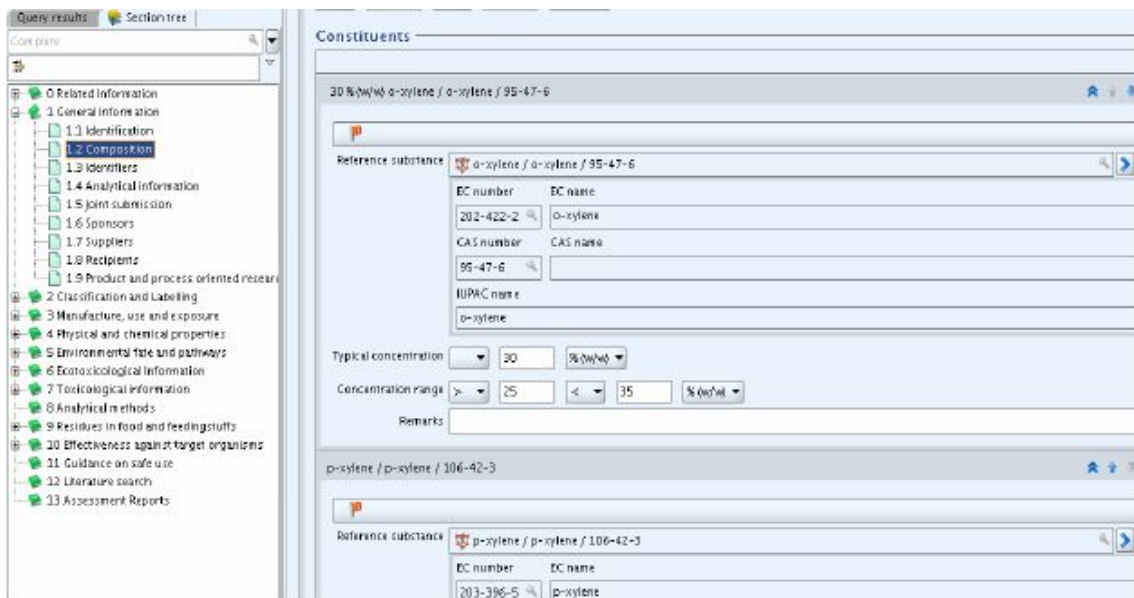 Query results Section tree
Complete
0 Related Information
1 General Information
1.1 Identification
1.2 Composition
1.3 Identifiers
1.4 Analytical information
1.5 Joint submission
1.6 Sponsors
1.7 Suppliers
1.8 Recipients
1.9 Product and process oriented resear
2 Classification and Labelling
3 Manufacture, use and exposure
4 Physical and chemical properties
5 Environmental fate and pathways
6 Ecotoxicological Information
7 Toxicological information
8 Analytical methods
9 Residues in food and feedingstuffs
10 Effectiveness against target organisms
11 Guidance on safe use
12 Literature search
13 Assessment Reports
Constituents
30 % (w/w) o-xylene / o-xylene / 95-47-6
Reference substance o-xylene / o-xylene / 95-47-6
EC number EC name
202-422-2 o-xylene
CAS number CAS name
95-47-6
IUPAC name
o-xylene
Typical concentration 30 % (w/w)
Concentration range > 25 < 35 % (w/w)
Remarks
p-xylene / p-xylene / 106-42-3
Reference substance p-xylene / p-xylene / 106-42-3
EC number EC name
203-396-5 p-xylene